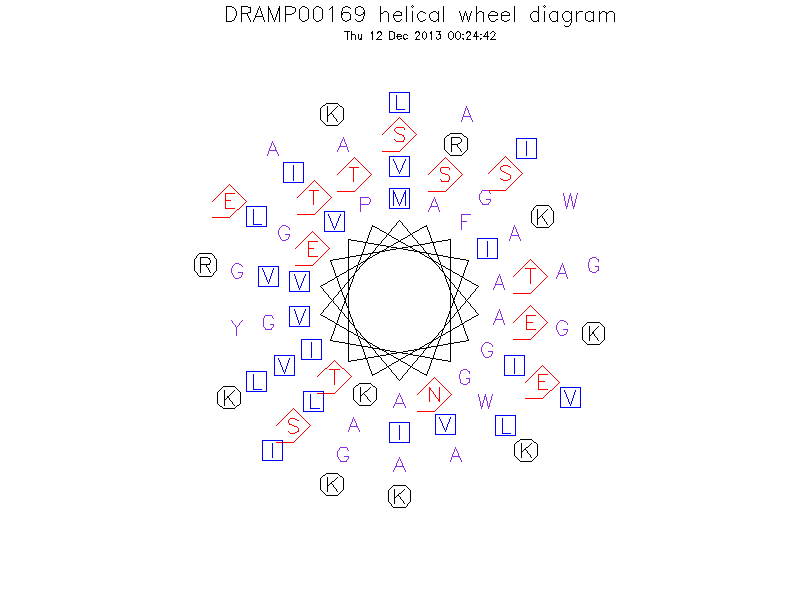 DRAMP00169 helical wheel diagram
Thu 12 Dec 2013 00:24:42
L
K A
S
A R
A I
V
I T S S
E T M G W
P A
L V F K
G A
E I
R G G
V V A T A
V A
G E
Y G K
I G
V I
L T G E
K L K A N W V
S A V L
I
I G A K
A
K
K